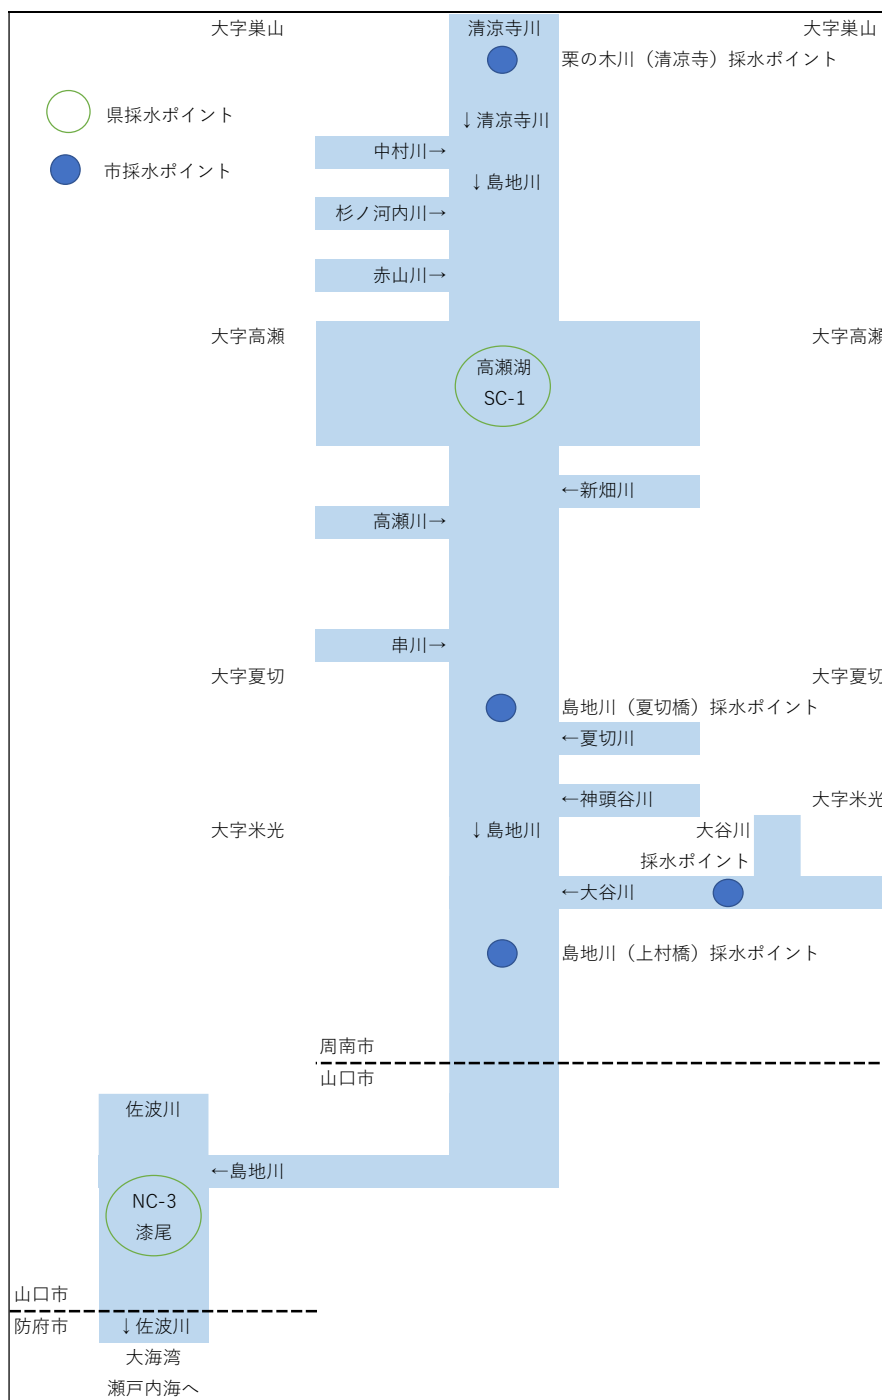 大字巣山
清涼寺川
大字巣山
栗の木川（清凉寺）採水ポイント
県採水ポイント
↓清凉寺川
中村川→
市採水ポイント
↓島地川
杉ノ河内川→
赤山川→
大字高瀬
大字高瀬
高瀬湖
SC-1
←新畑川
高瀬川→
串川→
大字夏切
大字夏切
島地川（夏切橋）採水ポイント
←夏切川
←神頭谷川
大字米光
大字米光
↓島地川
大谷川
採水ポイント
←大谷川
島地川（上村橋）採水ポイント
周南市
山口市
佐波川
←島地川
NC-3
漆尾
山口市
防府市
↓佐波川
大海湾
瀬戸内海へ